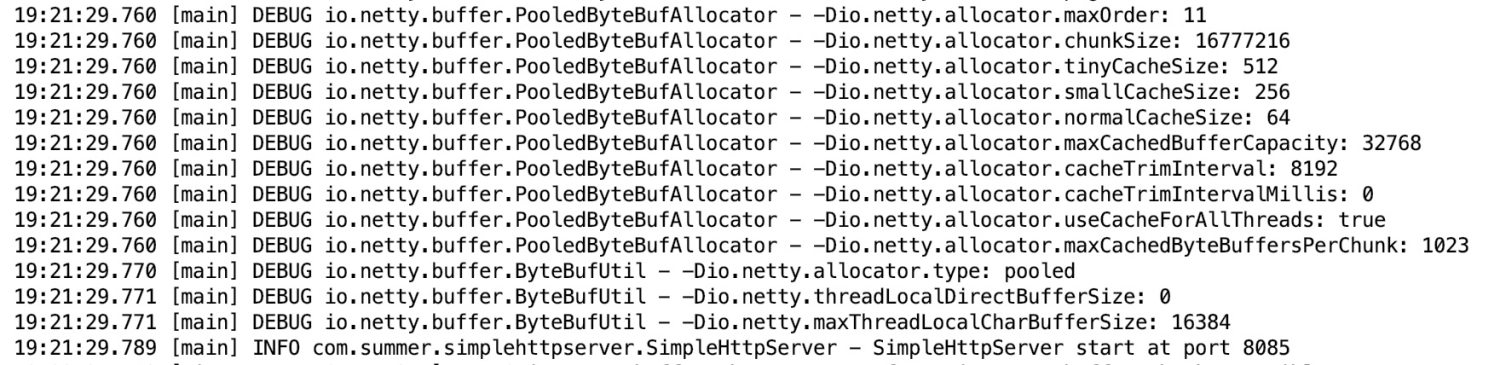 19:21:29.760 [main] DEBUG io.netty.buffer.PooledByteBufAllocator - -Dio.netty.allocator.maxOrder: 11
19:21:29.760 [main] DEBUG io.netty.buffer.PooledByteBufAllocator - -Dio.netty.allocator.chunkSize: 16777216
19:21:29.760 [main] DEBUG io.netty.buffer.PooledByteBufAllocator - -Dio.netty.allocator.tinyCacheSize: 512
19:21:29.760 [main] DEBUG io.netty.buffer.PooledByteBufAllocator - -Dio.netty.allocator.smallCacheSize: 256
19:21:29.760 [main] DEBUG io.netty.buffer.PooledByteBufAllocator - -Dio.netty.allocator.normalCacheSize: 64
19:21:29.760 [main] DEBUG io.netty.buffer.PooledByteBufAllocator - -Dio.netty.allocator.maxCachedBufferCapacity: 32768
19:21:29.760 [main] DEBUG io.netty.buffer.PooledByteBufAllocator - -Dio.netty.allocator.cacheTrimInterval: 8192
19:21:29.760 [main] DEBUG io.netty.buffer.PooledByteBufAllocator - -Dio.netty.allocator.cacheTrimIntervalMillis: 0
19:21:29.760 [main] DEBUG io.netty.buffer.PooledByteBufAllocator - -Dio.netty.allocator.useCacheForAllThreads: true
19:21:29.760 [main] DEBUG io.netty.buffer.PooledByteBufAllocator - -Dio.netty.allocator.maxCachedByteBuffersPerChunk: 1023
19:21:29.770 [main] DEBUG io.netty.buffer.ByteBufUtil - -Dio.netty.allocator.type: pooled
19:21:29.771 [main] DEBUG io.netty.buffer.ByteBufUtil - -Dio.netty.threadLocalDirectBufferSize: 0
19:21:29.771 [main] DEBUG io.netty.buffer.ByteBufUtil - -Dio.netty.maxThreadLocalCharBufferSize: 16384
19:21:29.789 [main] INFO com.summer.simplehttpserver.SimpleHttpServer - SimpleHttpServer start at port 8085